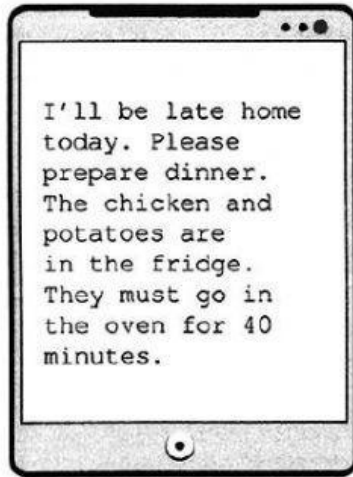 I'll be late home
today. Please
prepare dinner.
The chicken and
potatoes are
in the fridge.
They must go in
the oven for 40
minutes.